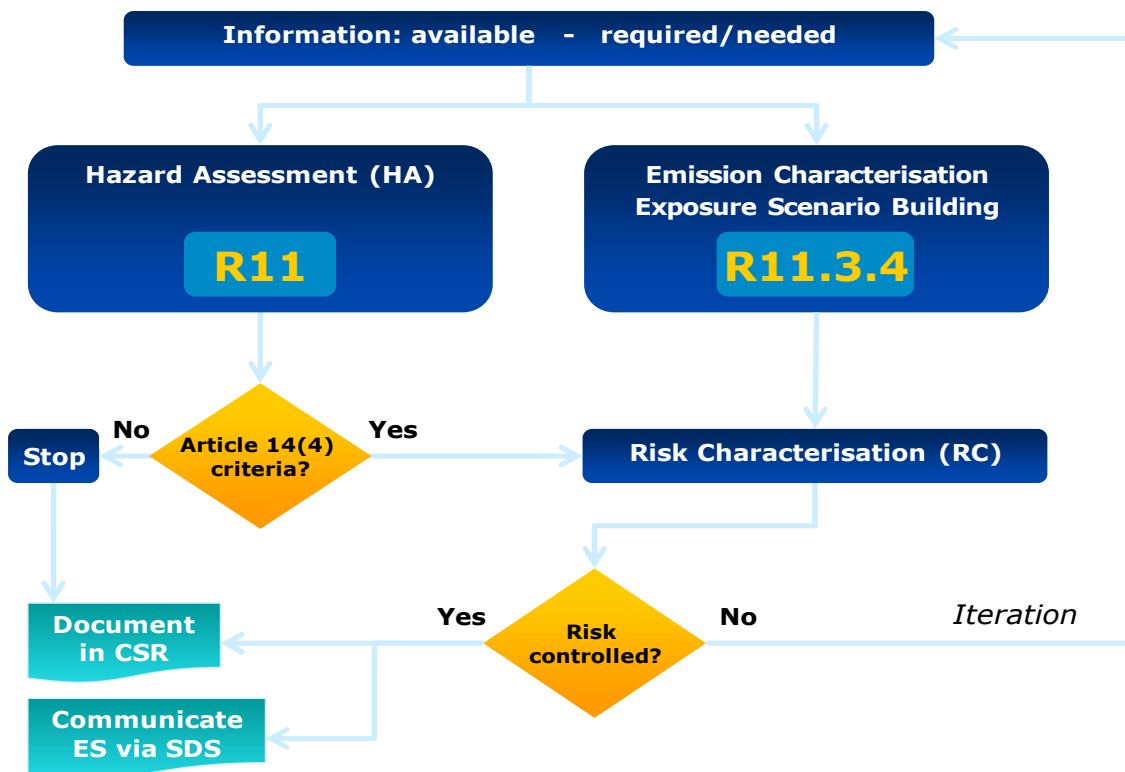 Information: available - required/needed
Hazard Assessment (HA)
R11
Emission Characterisation
Exposure Scenario Building
R11.3.4
No
Article 14(4)
criteria?
Yes
Stop
Risk Characterisation (RC)
Document
in CSR
Yes
Risk
controlled?
No
Iteration
Communicate
ES via SDS